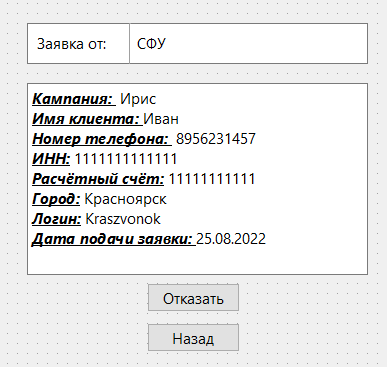 Заявка от: СФУ
Кампания: Ирис
Имя клиента: Иван
Номер телефона: 8956231457
ИНН: 1111111111111
Расчётный счёт: 11111111111
Город: Красноярск
Логин: Kraszvonok
Дата подачи заявки: 25.08.2022
Отказать
Назад